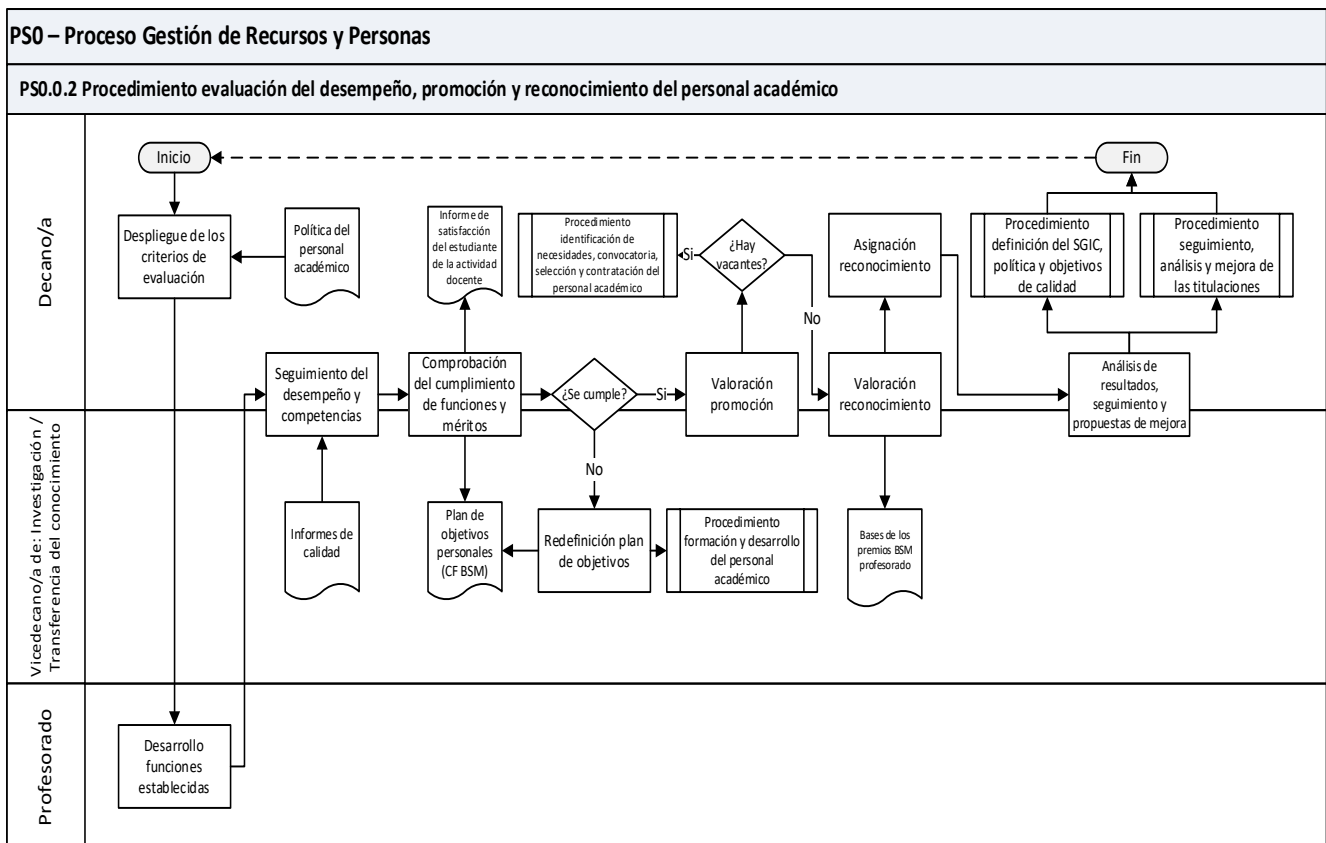 PS0 – Proceso Gestión de Recursos y Personas
PS0.0.2 Procedimiento evaluación del desempeño, promoción y reconocimiento del personal académico
Decano/a
Inicio
Fin
Despliegue de los
criterios de
evaluación
Política del
personal
académico
Informe de
satisfacción
del estudiante
de la actividad
docente
Procedimiento
identificación de
necesidades, convocatoria,
selección y contratación del
personal académico
Si
¿Hay
vacantes?
No
Asignación
reconocimiento
Procedimiento
definición del SGIC,
política y objetivos
de calidad
Procedimiento
seguimiento,
análisis y mejora de
las titulaciones
Seguimiento del
desempeño y
competencias
Comprobación
del cumplimiento
de funciones y
méritos
¿Se cumple?
Si
Valoración
promoción
Valoración
reconocimiento
Análisis de
resultados,
seguimiento y
propuestas de mejora
Vicedecano/a de: Investigación /
Transferencia del conocimiento
No
Informes de
calidad
Plan de
objetivos
personales
(CF BSM)
Redefinición plan
de objetivos
Procedimiento
formación y desarrollo
del personal
académico
Bases de los
premios BSM
profesorado
Profesorado
Desarrollo
funciones
establecidas